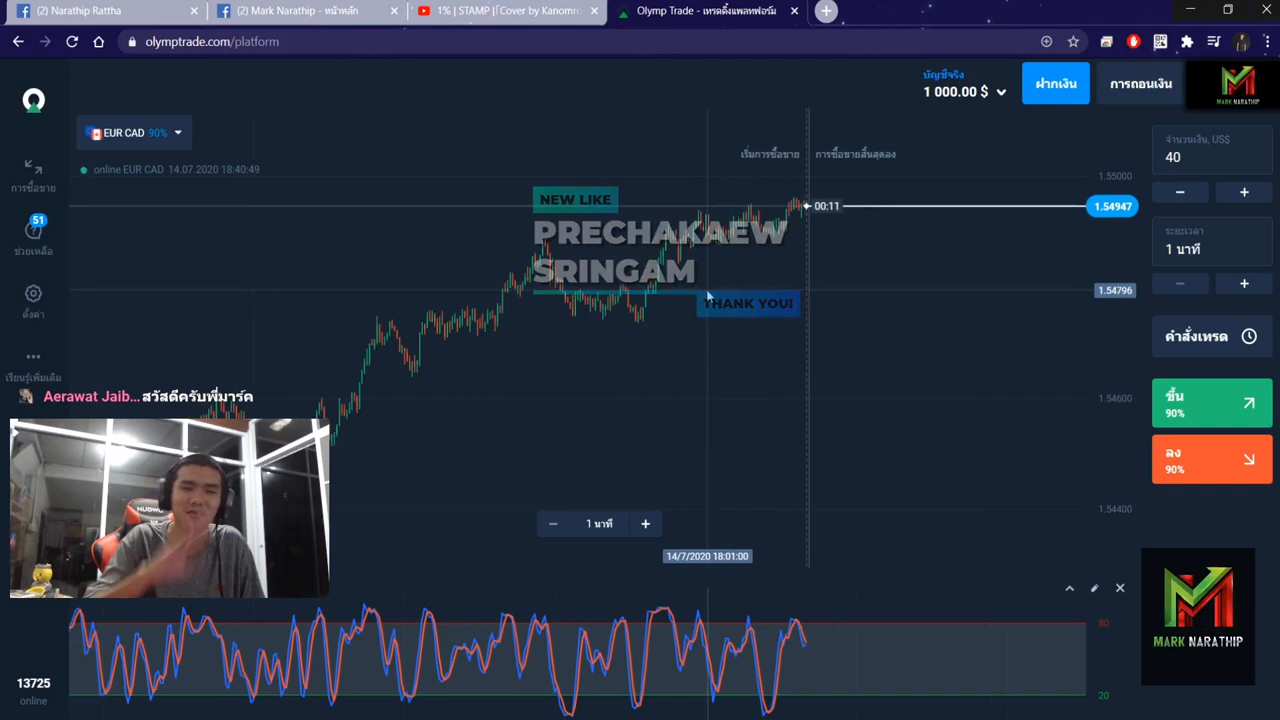 (2) Narathip Rattha
(2) Mark Narathip - หน้าหลัก
1% | STAMP |「Cover by Kanomro
Olymp Trade - เทรดดิ้งแพลทฟอร์ม
olymptrade.com/platform
บัญชีจริง
1 000.00 $
ฝากเงิน
การถอนเงิน
MARK NARATHIP
EUR CAD 90%
online EUR CAD 14.07.2020 18:40:49
เริ่มการซื้อขาย
การซื้อขายสิ้นสุดลง
จำนวนเงิน, US$
40
1.55000
การซื้อขาย
NEW LIKE
00:11
1.54947
51
PRECHAKAEW
SRINGAM
THANK YOU!
ระยะเวลา
1 นาที
ช่วยเหลือ
1.54796
ตั้งค่า
คำสั่งเทรด
เรียนรู้เพิ่มเติม
Aerawat Jaib... สวัสดีครับพี่มาร์ค
1.54600
ขึ้น
90%
ลง
90%
1.54400
1 นาที
14/7/2020 18:01:00
80
20
MARK NARATHIP
13725
online